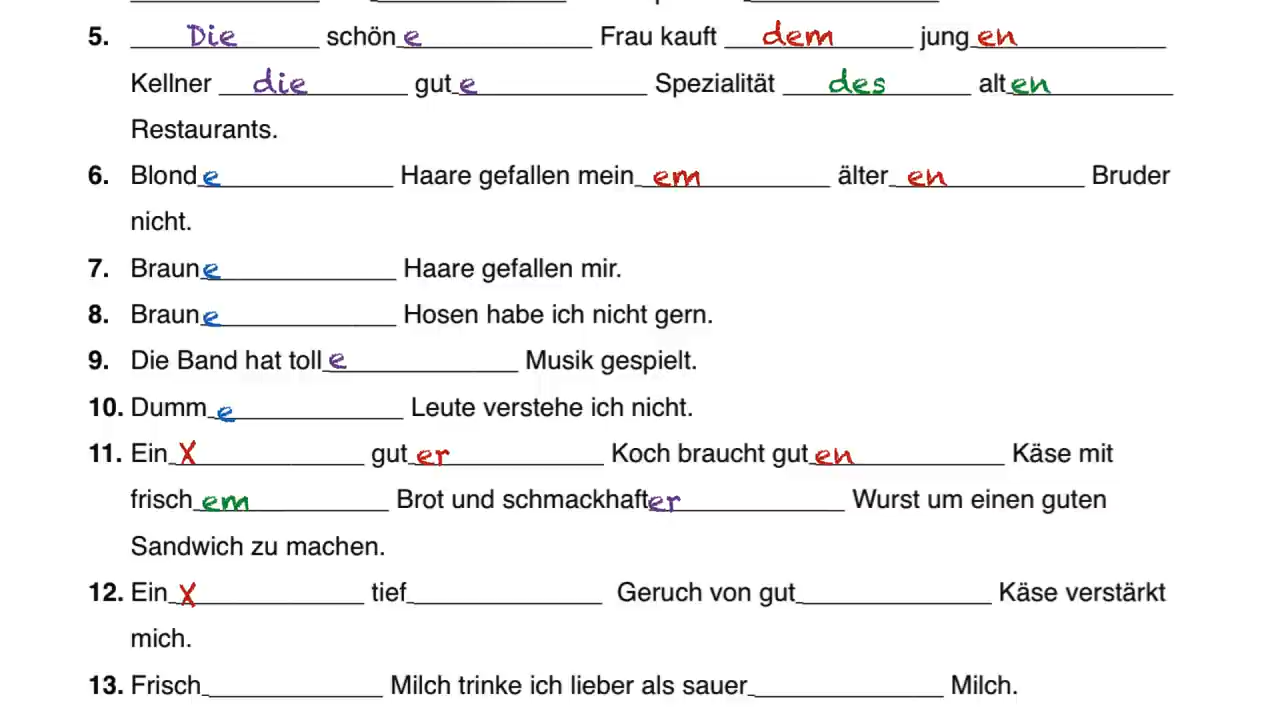 5. Die schöne Frau kauft dem jungen
Kellner die gute Spezialität des alten
Restaurants.
6. Blonde Haare gefallen meinem älteren Bruder
nicht.
7. Braune Haare gefallen mir.
8. Braune Hosen habe ich nicht gern.
9. Die Band hat tolle Musik gespielt.
10. Dumme Leute verstehe ich nicht.
11. Ein X guter Koch braucht guten Käse mit
frischem Brot und schmackhafter Wurst um einen guten
Sandwich zu machen.
12. Ein X tief Geruch von gut Käse verstärkt
mich.
13. Frisch Milch trinke ich lieber als sauer Milch.